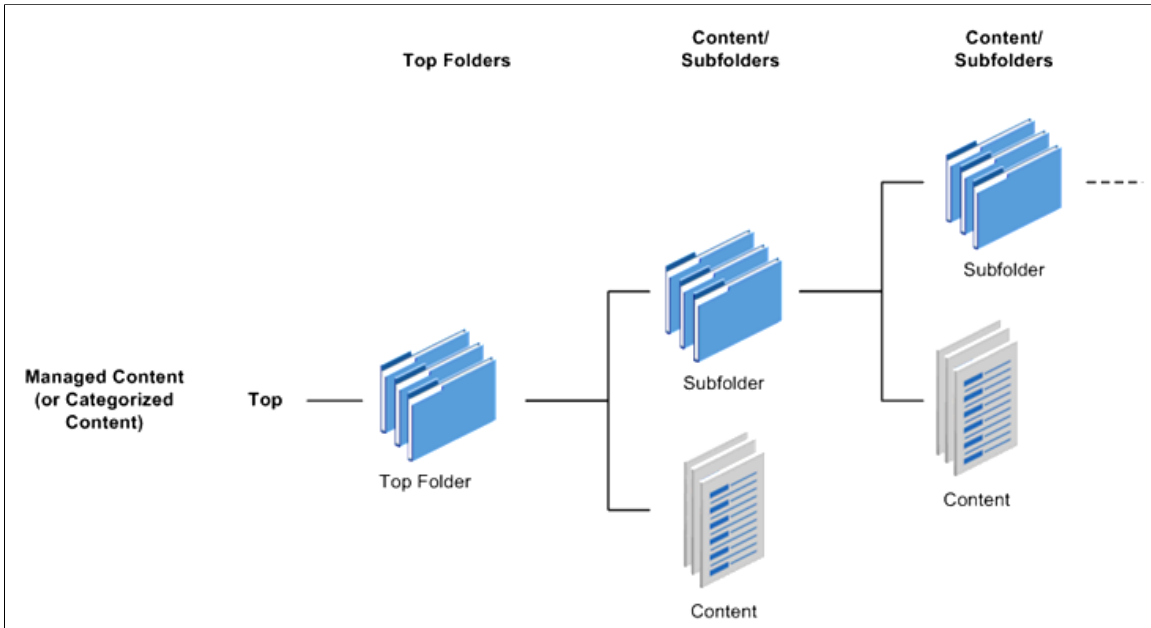 Top Folders
Content/
Subfolders
Content/
Subfolders
Subfolder
Subfolder
Managed Content
(or Categorized
Content)
Top
Top Folder
Content
Content